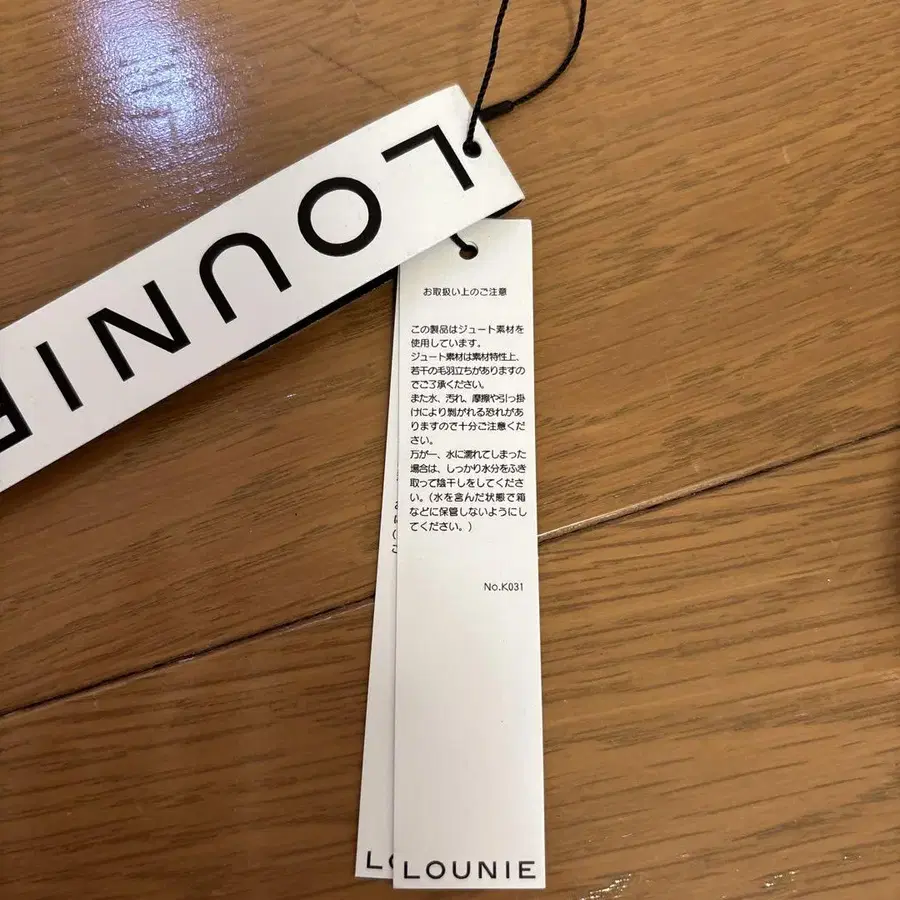 LOUNIE
お取扱い上のご注意
この製品はジュート素材を
使用しています。
ジュート素材は素材特性上、
若干の毛羽立ちがありますの
でご了承ください。
また水、汚れ、摩擦や引っ掛
けにより剝がれる恐れがあ
りますので十分ご注意くだ
さい。
万が一、水に濡れてしまった
場合は、しっかり水分をふき
取って陰干しをしてくださ
い。(水を含んだ状態で箱
などに保管しないようにし
てください。)
No.K031
LOUNIE